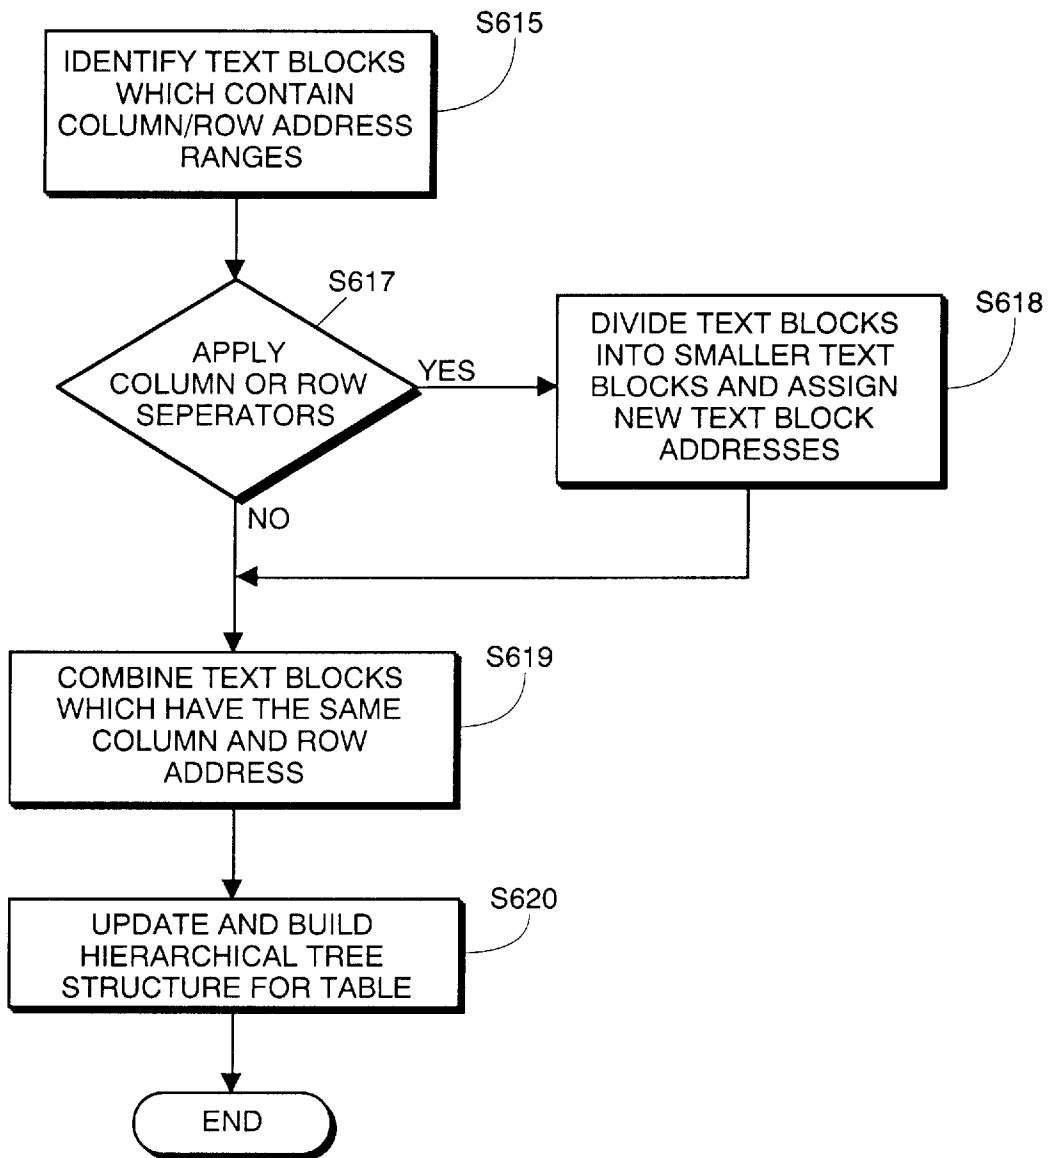 S615
IDENTIFY TEXT BLOCKS
WHICH CONTAIN
COLUMN/ROW ADDRESS
RANGES
S617
APPLY
COLUMN OR ROW
SEPERATORS
YES
S618
DIVIDE TEXT BLOCKS
INTO SMALLER TEXT
BLOCKS AND ASSIGN
NEW TEXT BLOCK
ADDRESSES
NO
S619
COMBINE TEXT BLOCKS
WHICH HAVE THE SAME
COLUMN AND ROW
ADDRESS
S620
UPDATE AND BUILD
HIERARCHICAL TREE
STRUCTURE FOR TABLE
END